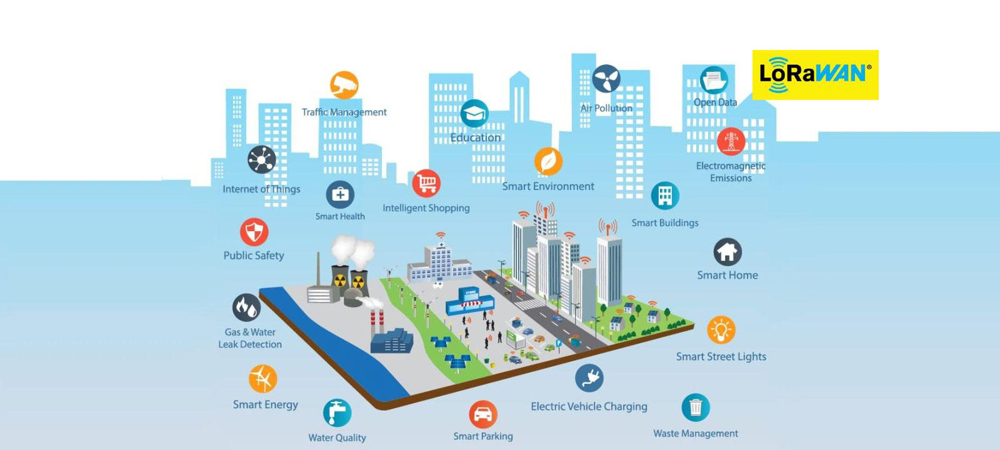 LoRaWAN®
Traffic Management
Education
Air Pollution
Open Data
Internet of Things
Smart Health
Intelligent Shopping
Smart Environment
Electromagnetic
Emissions
Smart Buildings
Public Safety
Smart Home
HOSPITAL
STORE
P
Gas & Water
Leak Detection
Smart Street Lights
Smart Energy
Electric Vehicle Charging
Water Quality
Smart Parking
Waste Management